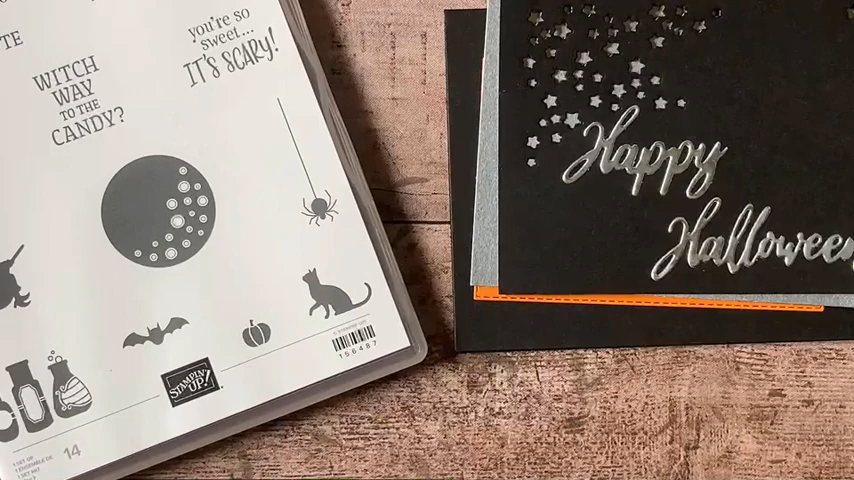 you're so
sweet...
IT'S SCARY!
WITCH
WAY
TO THE
CANDY?
Happy
Halloween
156487
STAMPIN'
UP!
14